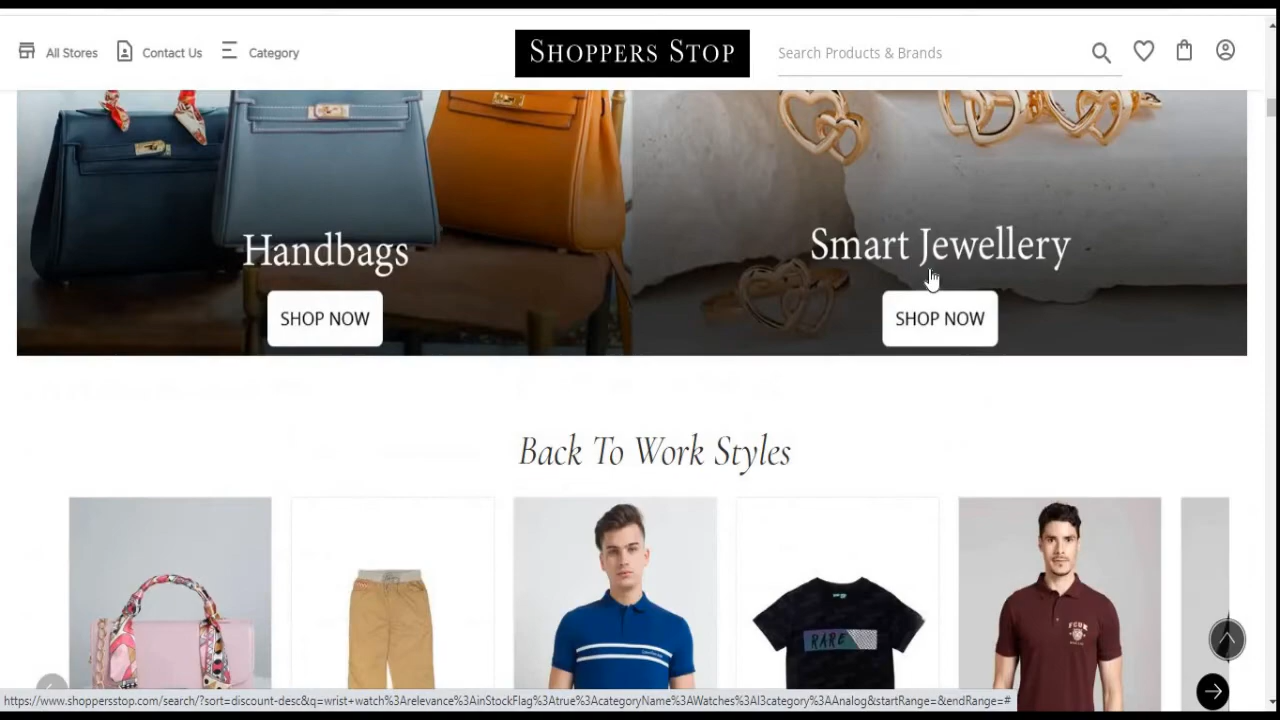 All Stores
Contact Us
Category
SHOPPERS STOP
Search Products & Brands
Handbags
SHOP NOW
Smart Jewellery
SHOP NOW
Back To Work Styles
RARE
FCUK
https://www.shoppersstop.com/search/?sort=discount-desc&q=wrist+watch%3Arelevance%3AinStockFlag%3Atrue%3AcategoryName%3AWatches%3Al3category%3AAnalog&startRange=&endRange=#